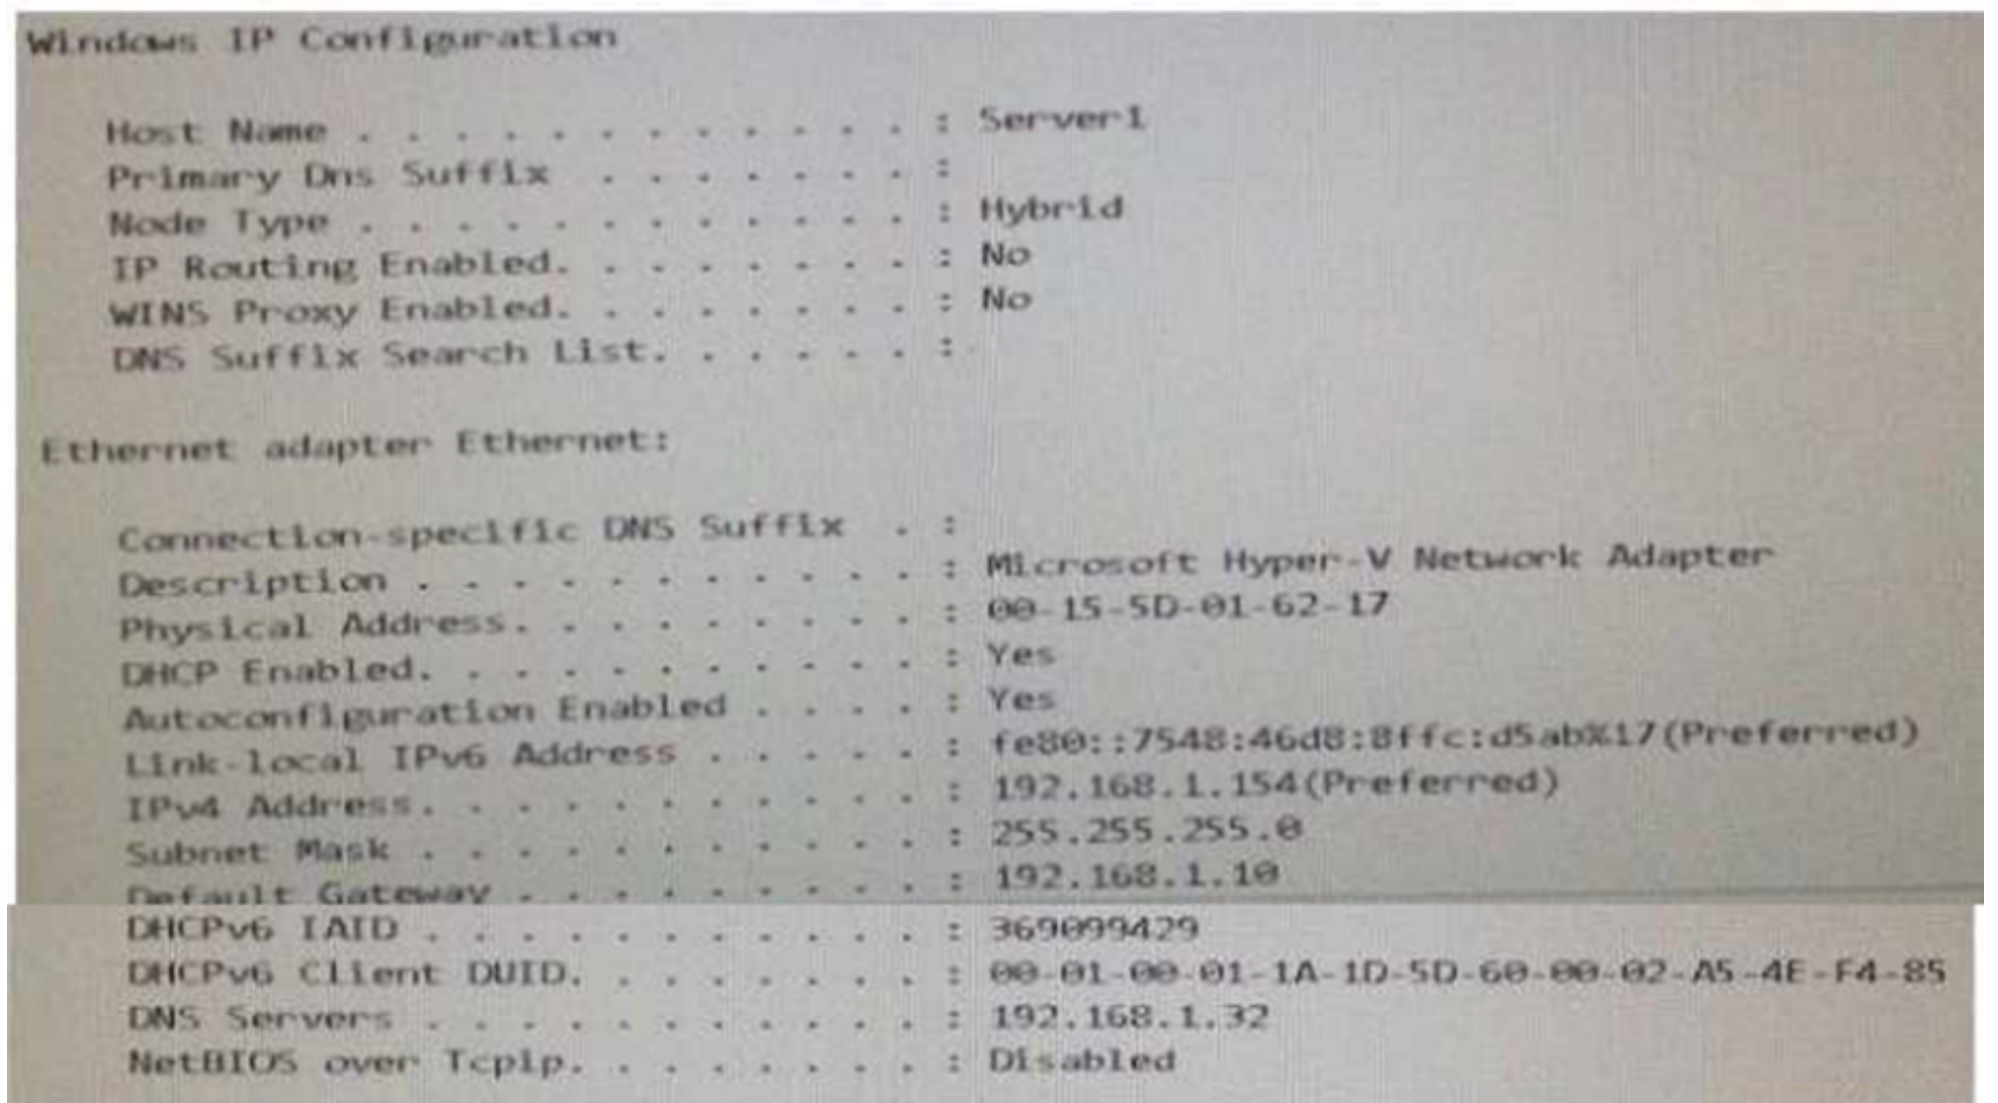 Windows IP Configuration
Host Name . . . . . . . . . . . . : Server1
Primary Dns Suffix . . . . . . . :
Node Type . . . . . . . . . . . . : Hybrid
IP Routing Enabled. . . . . . . . : No
WINS Proxy Enabled. . . . . . . . : No
DNS Suffix Search List. . . . . . :
Ethernet adapter Ethernet:
Connection-specific DNS Suffix . :
Description . . . . . . . . . . . : Microsoft Hyper-V Network Adapter
Physical Address. . . . . . . . . : 00-15-5D-01-62-17
DHCP Enabled. . . . . . . . . . . : Yes
Autoconfiguration Enabled . . . . : Yes
Link-local IPv6 Address . . . . . : fe80::7548:46d8:8ffc:d5ab%17(Preferred)
IPv4 Address. . . . . . . . . . . : 192.168.1.154(Preferred)
Subnet Mask . . . . . . . . . . . : 255.255.255.0
Default Gateway . . . . . . . . . : 192.168.1.10
DHCPv6 IAID . . . . . . . . . . . : 369099429
DHCPv6 Client DUID. . . . . . . . : 00-01-00-01-1A-1D-5D-60-00-02-A5-4E-F4-85
DNS Servers . . . . . . . . . . . : 192.168.1.32
NetBIOS over Tcpip. . . . . . . . : Disabled